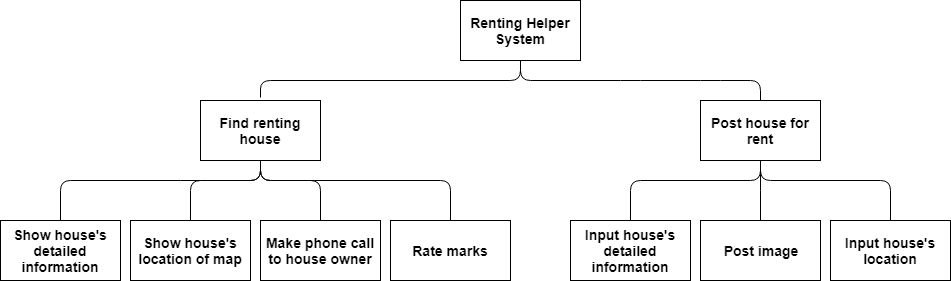 Renting Helper
System
Find renting
house
Post house for
rent
Show house's
detailed
information
Show house's
location of map
Make phone call
to house owner
Rate marks
Input house's
detailed
information
Post image
Input house's
location